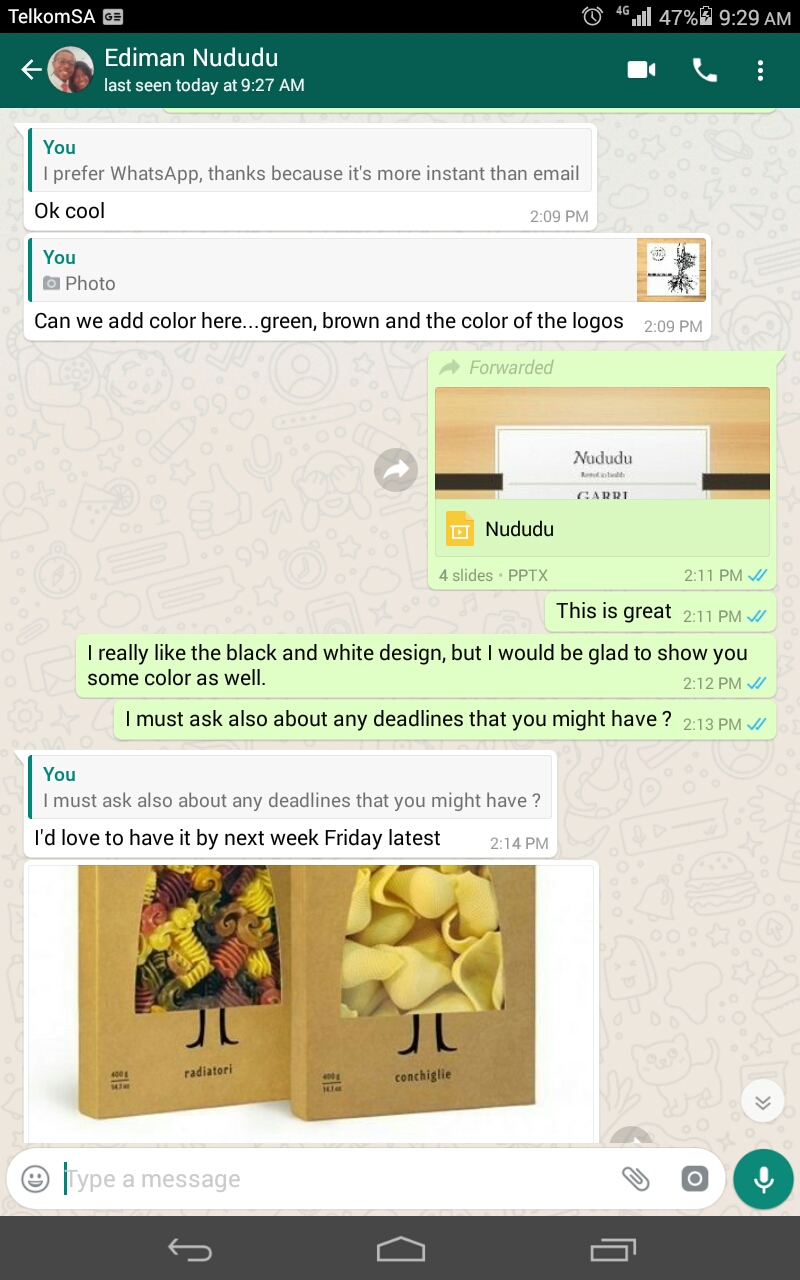 TelkomSA
4G 47% 9:29 AM
Ediman Nududu
last seen today at 9:27 AM
You
I prefer WhatsApp, thanks because it's more instant than email
Ok cool
2:09 PM
You
Photo
Can we add color here...green, brown and the color of the logos
2:09 PM
Forwarded
Nududu
Rooted in health
GARRI
Nududu
4 slides • PPTX
2:11 PM
This is great
2:11 PM
I really like the black and white design, but I would be glad to show you
some color as well.
2:12 PM
I must ask also about any deadlines that you might have ?
2:13 PM
You
I must ask also about any deadlines that you might have ?
I'd love to have it by next week Friday latest
2:14 PM
400 g
14.1 oz
radiatori
400 g
14.1 oz
conchiglie
Type a message